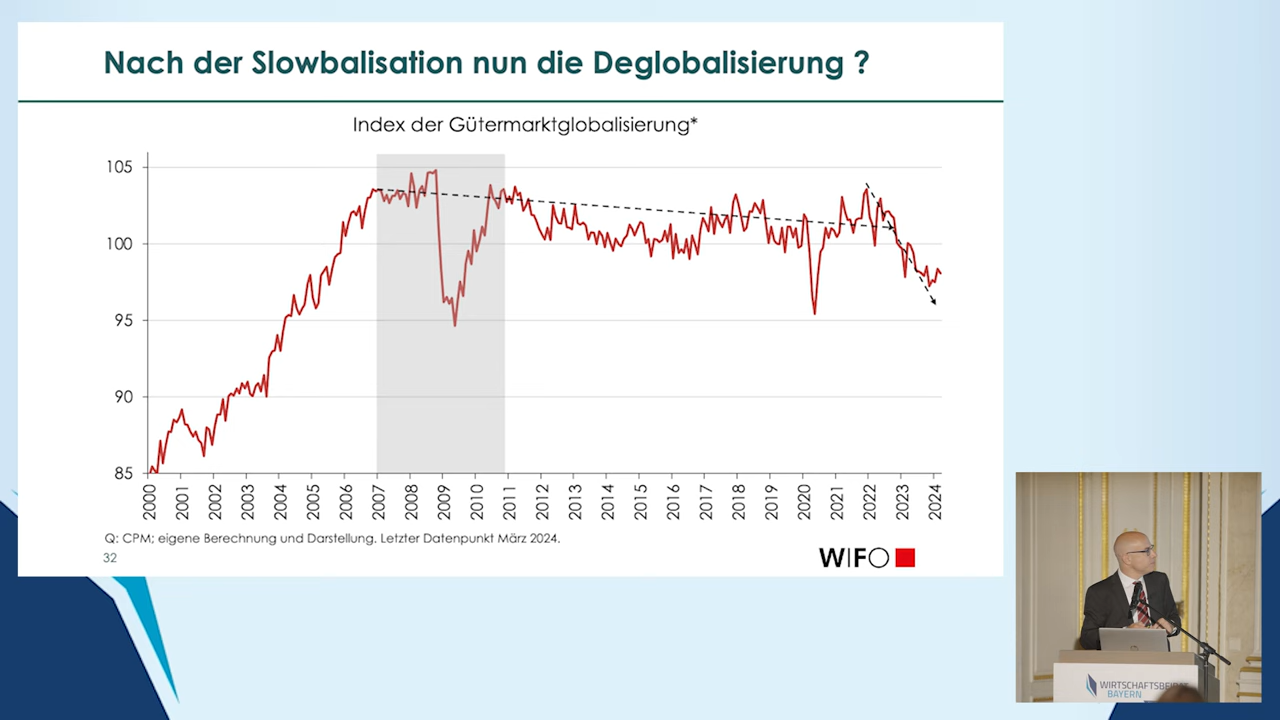 Nach der Slowbalisation nun die Deglobalisierung ?
Index der Gütermarktglobalisierung*
105
100
95
90
85
2000 2001 2002 2003 2004 2005 2006 2007 2008 2009 2010 2011 2012 2013 2014 2015 2016 2017 2018 2019 2020 2021 2022 2023 2024
Q: CPM; eigene Berechnung und Darstellung. Letzter Datenpunkt März 2024.
32
WIFO
BAYERN